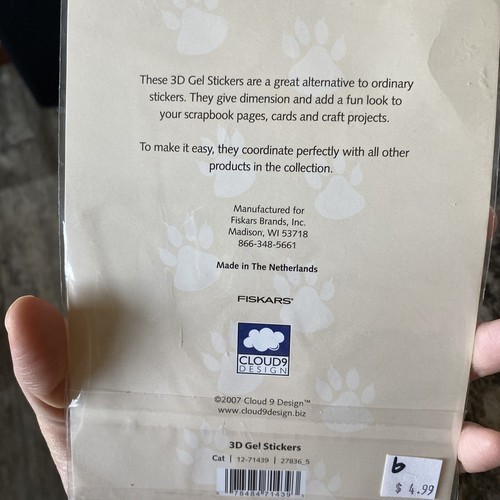 These 3D Gel Stickers are a great alternative to ordinary
stickers. They give dimension and add a fun look to
your scrapbook pages, cards and craft projects.
To make it easy, they coordinate perfectly with all other
products in the collection.
Manufactured for
Fiskars Brands, Inc.
Madison, WI 53718
866-348-5661
Made in The Netherlands
FISKARS®
CLOUD9
DESIGN
©2007 Cloud 9 Design™
www.cloud9design.biz
3D Gel Stickers
Cat | 12-71439 | 27836_5
b
$ 4.99